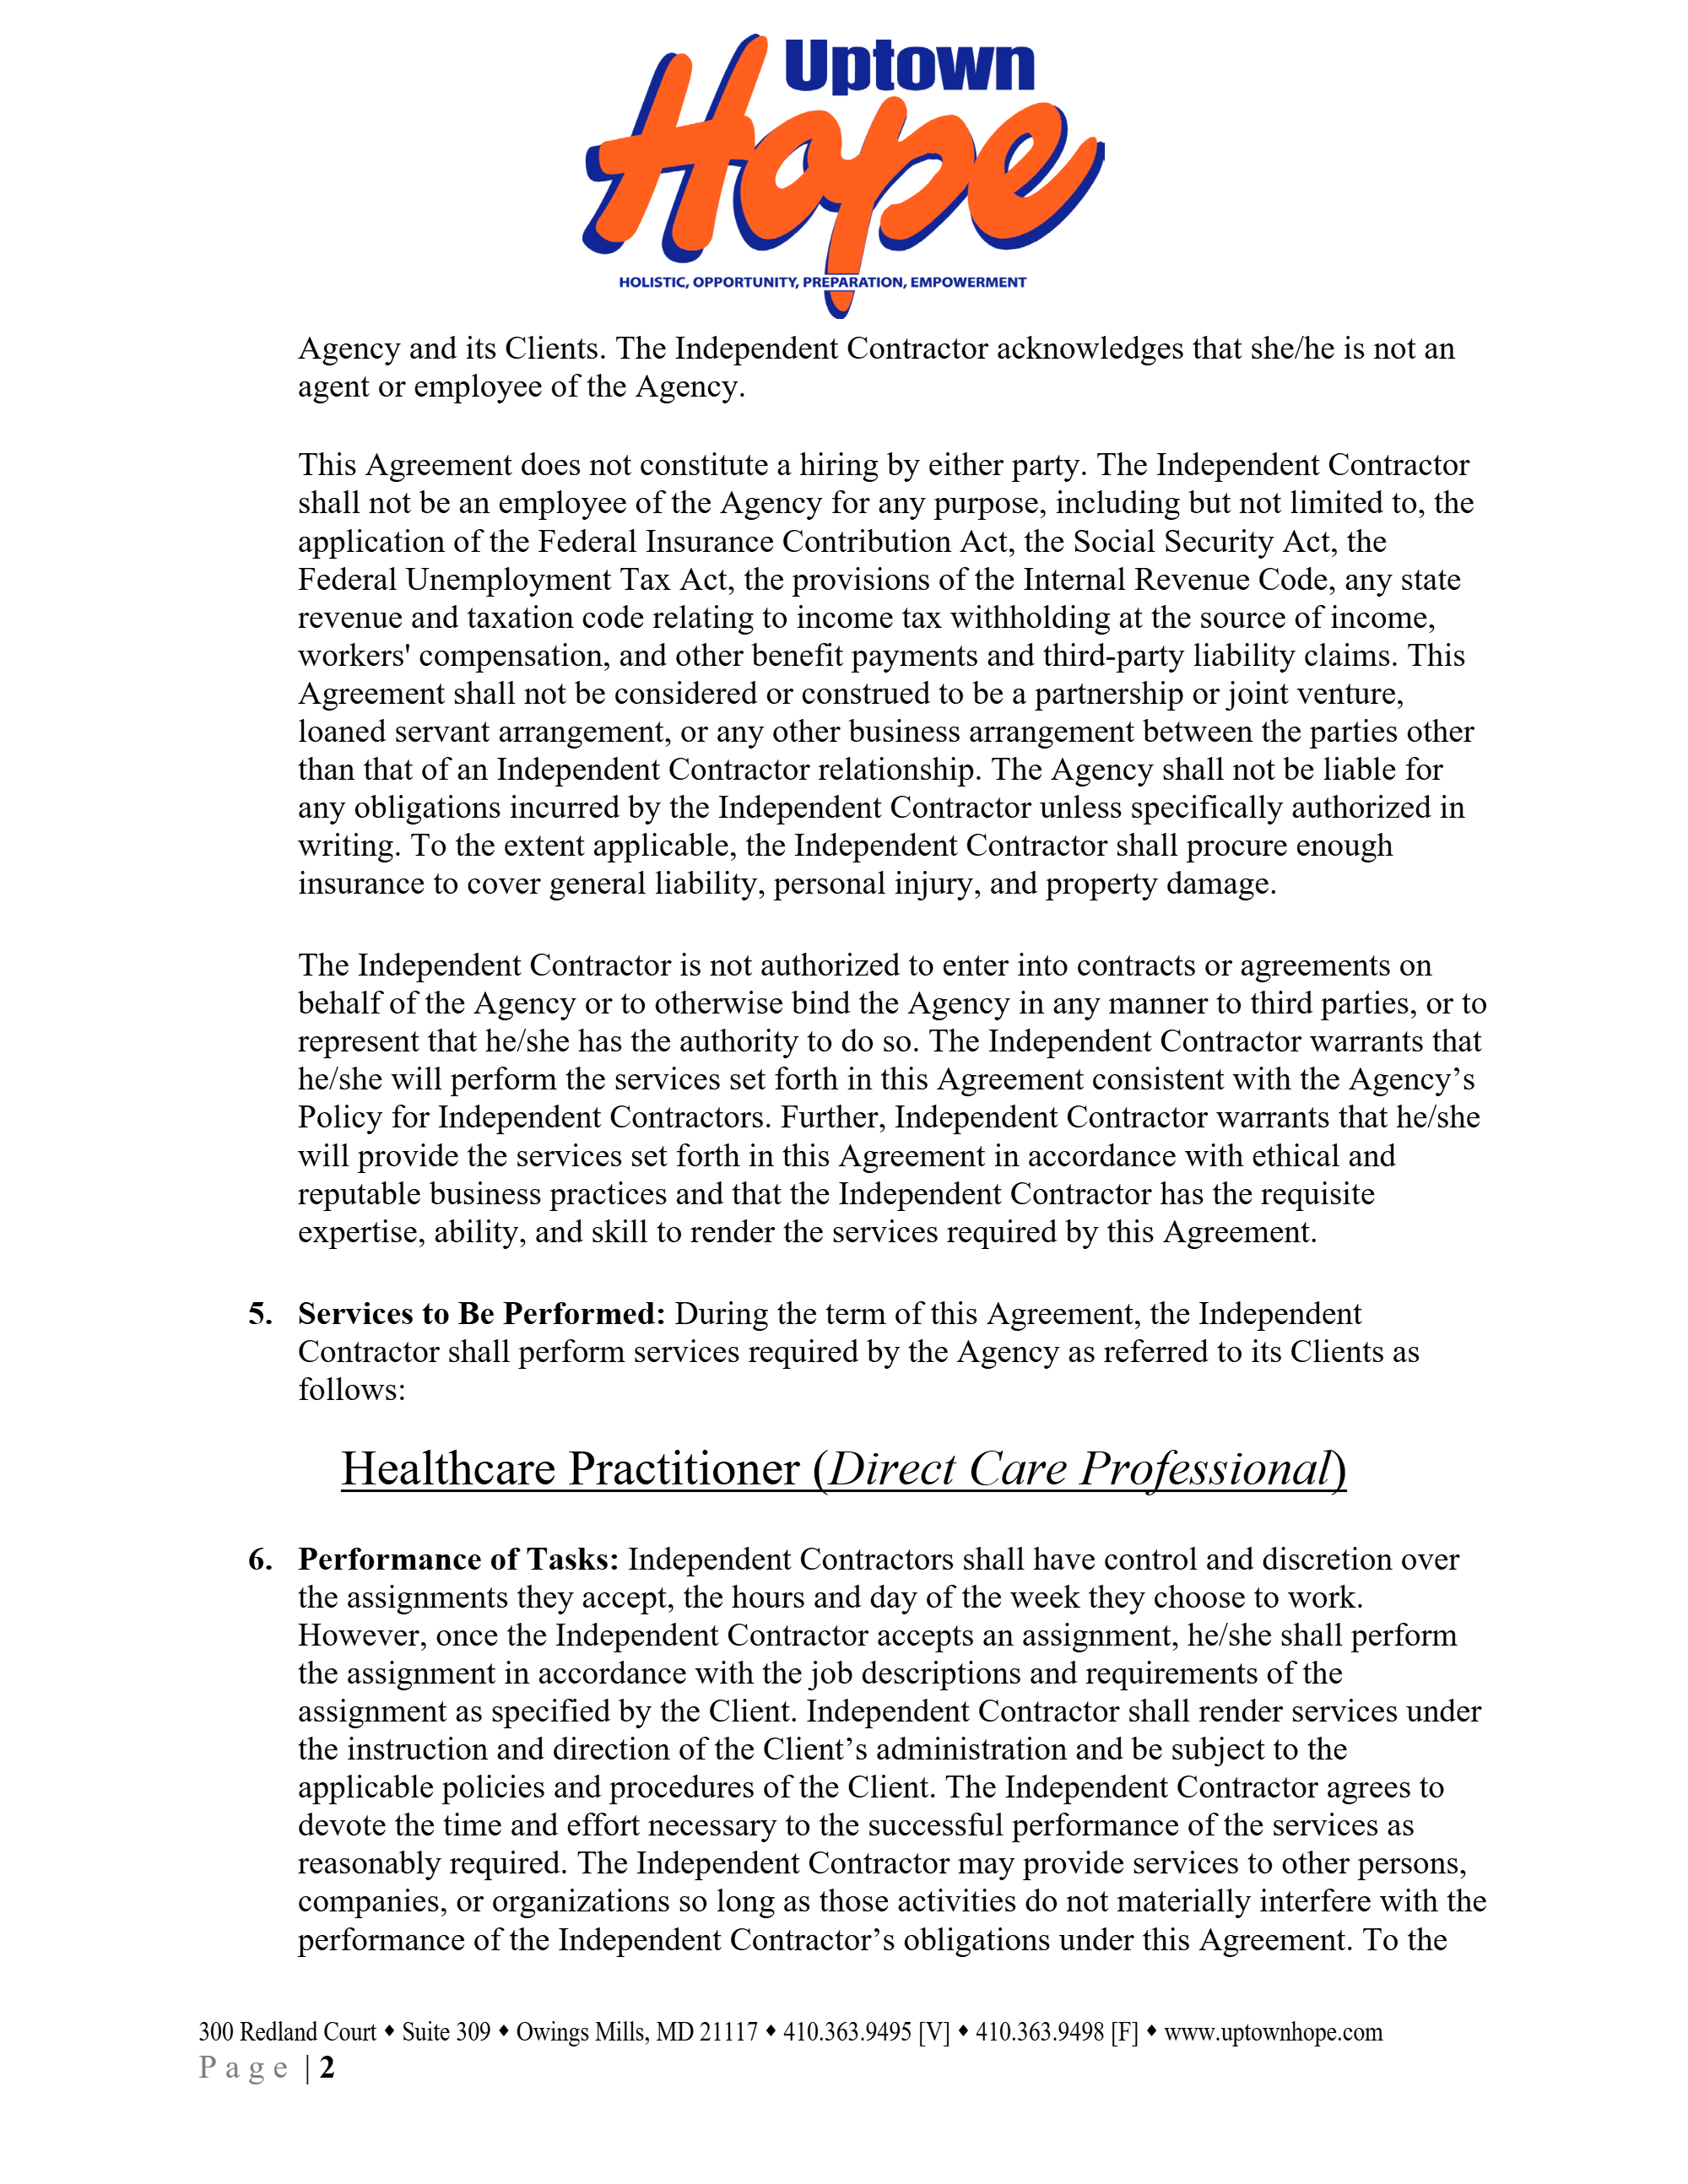 Uptown
Hope
HOLISTIC, OPPORTUNITY, PREPARATION, EMPOWERMENT
Agency and its Clients. The Independent Contractor acknowledges that she/he is not an
agent or employee of the Agency.
This Agreement does not constitute a hiring by either party. The Independent Contractor
shall not be an employee of the Agency for any purpose, including but not limited to, the
application of the Federal Insurance Contribution Act, the Social Security Act, the
Federal Unemployment Tax Act, the provisions of the Internal Revenue Code, any state
revenue and taxation code relating to income tax withholding at the source of income,
workers' compensation, and other benefit payments and third-party liability claims. This
Agreement shall not be considered or construed to be a partnership or joint venture,
loaned servant arrangement, or any other business arrangement between the parties other
than that of an Independent Contractor relationship. The Agency shall not be liable for
any obligations incurred by the Independent Contractor unless specifically authorized in
writing. To the extent applicable, the Independent Contractor shall procure enough
insurance to cover general liability, personal injury, and property damage.
The Independent Contractor is not authorized to enter into contracts or agreements on
behalf of the Agency or to otherwise bind the Agency in any manner to third parties, or to
represent that he/she has the authority to do so. The Independent Contractor warrants that
he/she will perform the services set forth in this Agreement consistent with the Agency’s
Policy for Independent Contractors. Further, Independent Contractor warrants that he/she
will provide the services set forth in this Agreement in accordance with ethical and
reputable business practices and that the Independent Contractor has the requisite
expertise, ability, and skill to render the services required by this Agreement.
5. Services to Be Performed: During the term of this Agreement, the Independent
Contractor shall perform services required by the Agency as referred to its Clients as
follows:
Healthcare Practitioner (Direct Care Professional)
6. Performance of Tasks: Independent Contractors shall have control and discretion over
the assignments they accept, the hours and day of the week they choose to work.
However, once the Independent Contractor accepts an assignment, he/she shall perform
the assignment in accordance with the job descriptions and requirements of the
assignment as specified by the Client. Independent Contractor shall render services under
the instruction and direction of the Client’s administration and be subject to the
applicable policies and procedures of the Client. The Independent Contractor agrees to
devote the time and effort necessary to the successful performance of the services as
reasonably required. The Independent Contractor may provide services to other persons,
companies, or organizations so long as those activities do not materially interfere with the
performance of the Independent Contractor’s obligations under this Agreement. To the
300 Redland Court ♦ Suite 309 ♦ Owings Mills, MD 21117 ♦ 410.363.9495 [V] ♦ 410.363.9498 [F] ♦ www.uptownhope.com
P a g e | 2